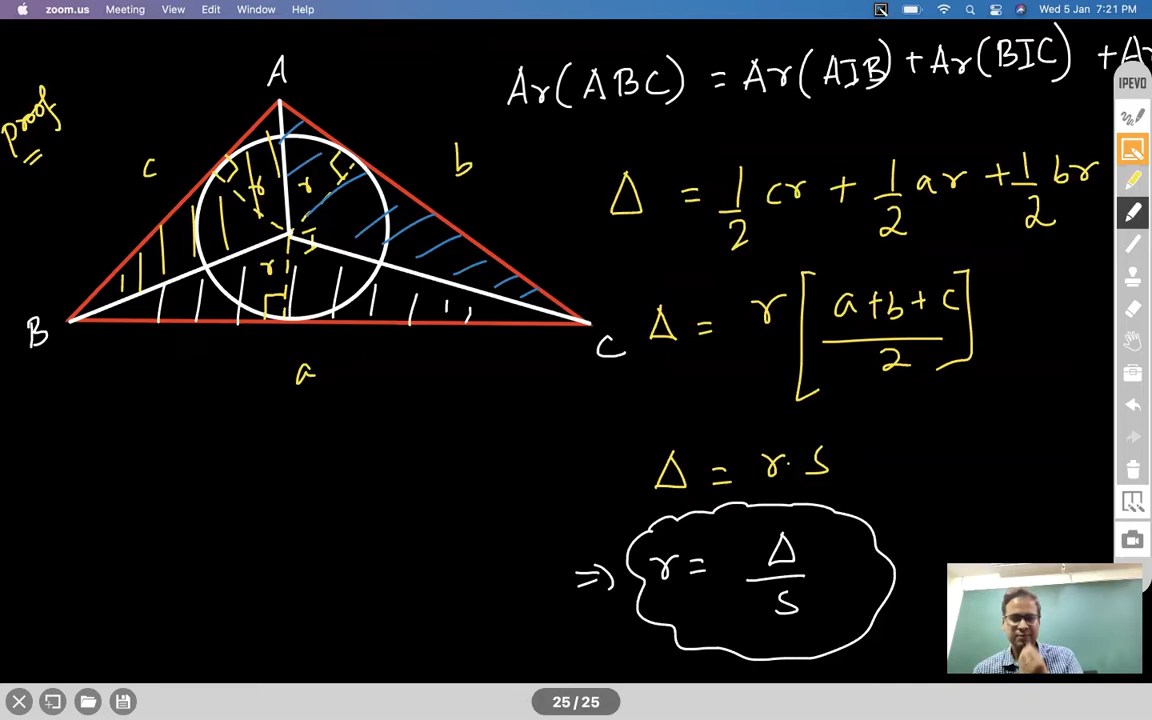 zoom.us Meeting View Edit Window Help
Wed 5 Jan 7:21 PM
IPEVO
proof
A
c
b
r
r
I
r
B
C
a
Ar(ABC) = Ar(AIB) + Ar(BIC) + Ar
Δ = 1/2 cr + 1/2 ar + 1/2 br
Δ = r [a+b+c/2]
Δ = r.s
⇒ r = Δ/s
25/25